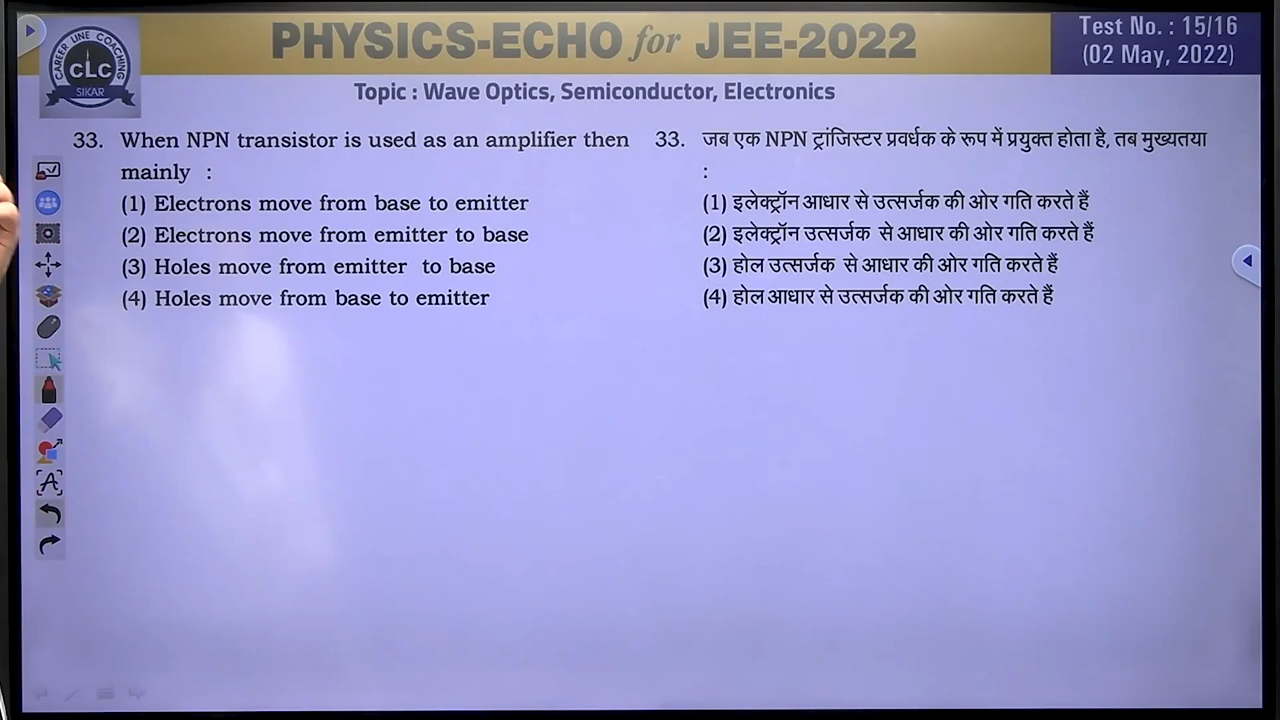 PHYSICS-ECHO for JEE-2022
Test No. : 15/16
(02 May, 2022)
CAREER LINE COACHING
CLC
SIKAR
Topic : Wave Optics, Semiconductor, Electronics
33. When NPN transistor is used as an amplifier then
mainly :
(1) Electrons move from base to emitter
(2) Electrons move from emitter to base
(3) Holes move from emitter to base
(4) Holes move from base to emitter
33. जब एक NPN ट्रांजिस्टर प्रवर्धक के रूप में प्रयुक्त होता है, तब मुख्यतया
:
(1) इलेक्ट्रॉन आधार से उत्सर्जक की ओर गति करते हैं
(2) इलेक्ट्रॉन उत्सर्जक से आधार की ओर गति करते हैं
(3) होल उत्सर्जक से आधार की ओर गति करते हैं
(4) होल आधार से उत्सर्जक की ओर गति करते हैं
A